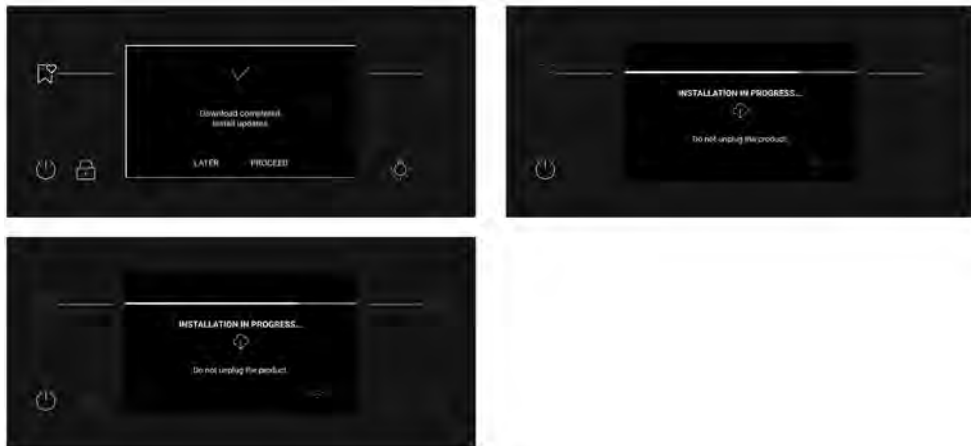 Download completed.
Install updates.
LATER PROCEED
INSTALLATION IN PROGRESS...
Do not unplug the product.
INSTALLATION IN PROGRESS...
Do not unplug the product.